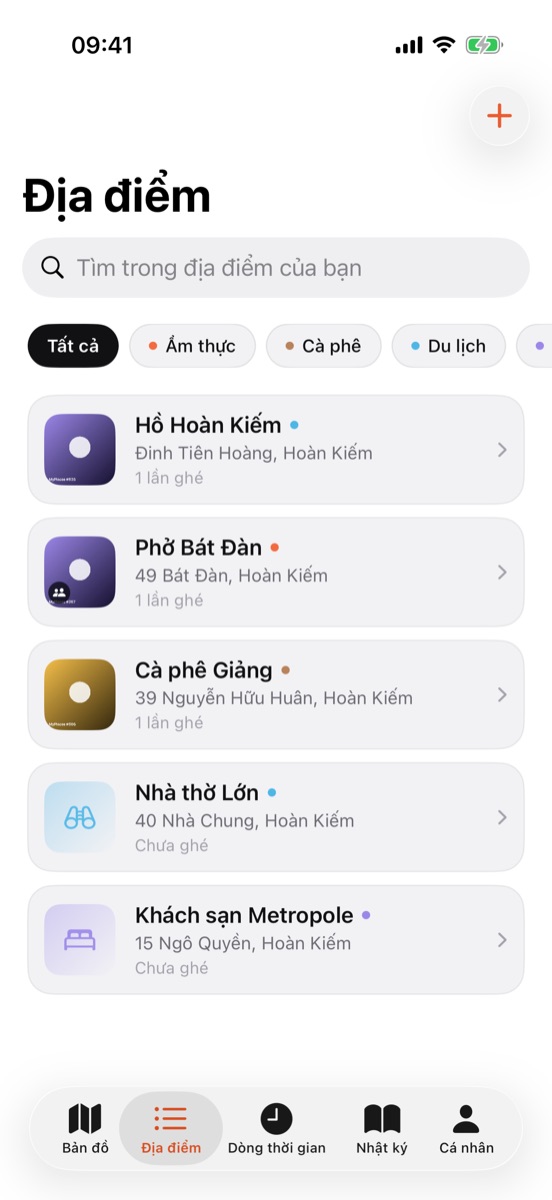 09:41
Địa điểm
Tìm trong địa điểm của bạn
Tất cả
Ẩm thực
Cà phê
Du lịch
Hồ Hoàn Kiếm
Đinh Tiên Hoàng, Hoàn Kiếm
1 lần ghé
Phở Bát Đàn
49 Bát Đàn, Hoàn Kiếm
1 lần ghé
Cà phê Giảng
39 Nguyễn Hữu Huân, Hoàn Kiếm
1 lần ghé
Nhà thờ Lớn
40 Nhà Chung, Hoàn Kiếm
Chưa ghé
Khách sạn Metropole
15 Ngô Quyền, Hoàn Kiếm
Chưa ghé
Bản đồ
Địa điểm
Dòng thời gian
Nhật ký
Cá nhân